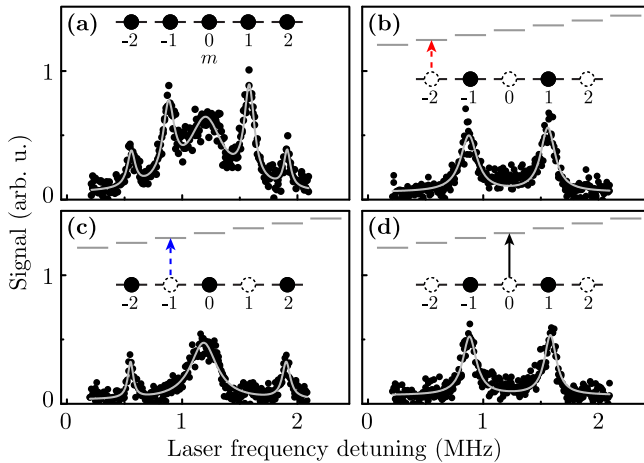 (a)
-2 -1 0 1 2
m
(b)
-2 -1 0 1 2
1
0
Signal (arb. u.)
(c)
-2 -1 0 1 2
(d)
-2 -1 0 1 2
1
0
0 1 2 0 1 2
Laser frequency detuning (MHz)